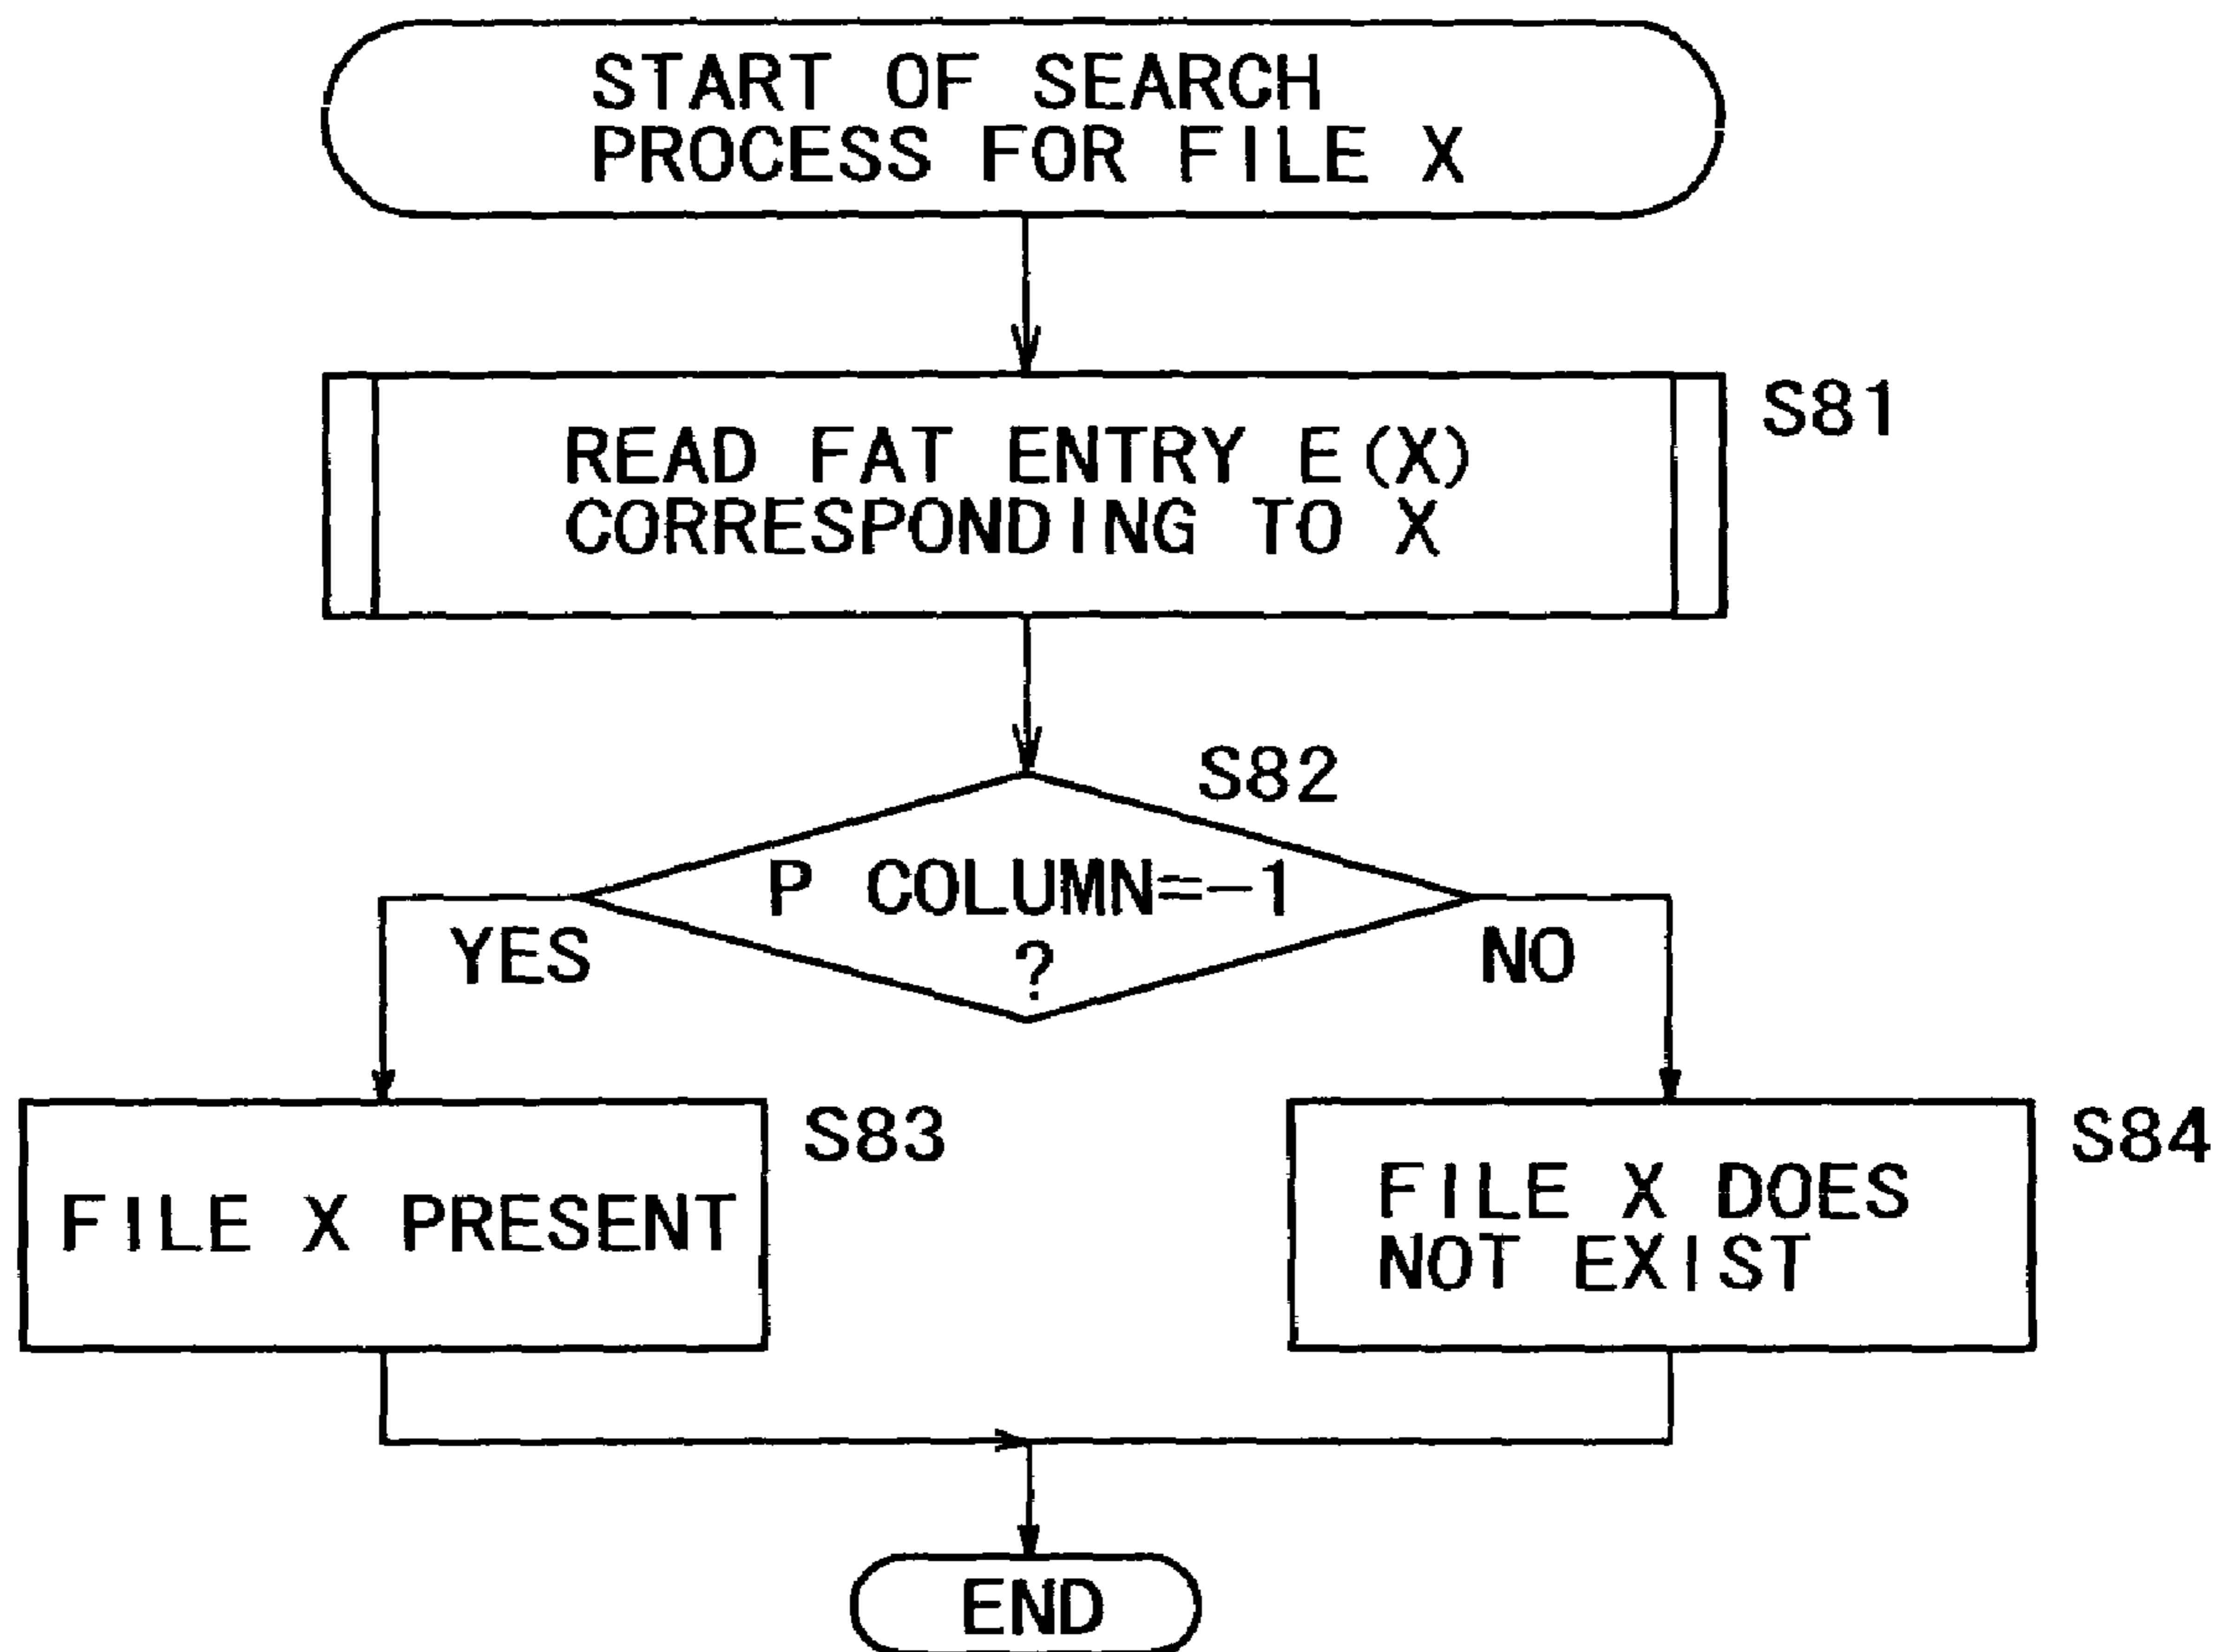 START OF SEARCH
PROCESS FOR FILE X
READ FAT ENTRY E(X)
CORRESPONDING TO X
S81
S82
P COLUMN=-1
?
YES
NO
FILE X PRESENT
S83
FILE X DOES
NOT EXIST
S84
END